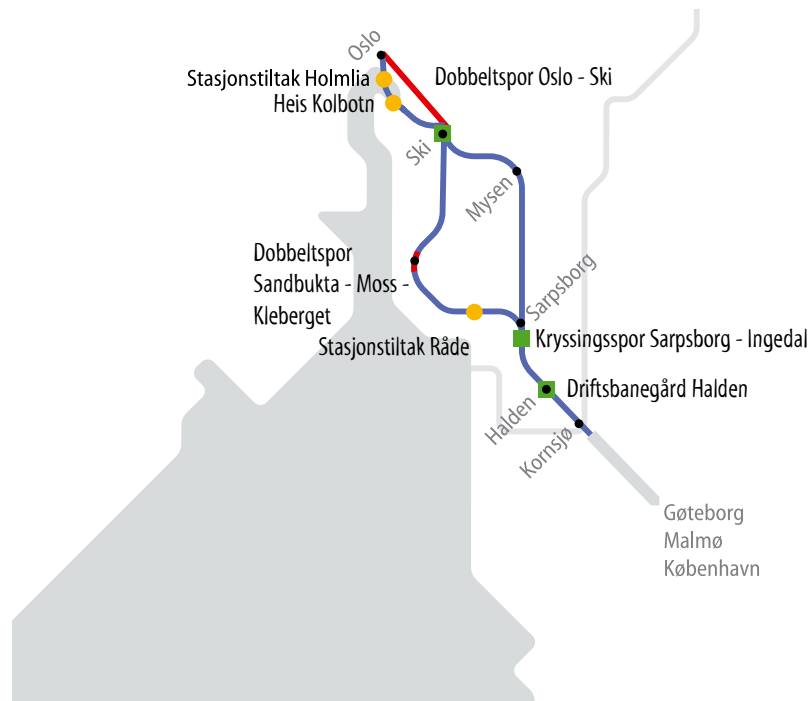 Oslo
Stasjonstiltak Holmlia
Dobbeltspor Oslo - Ski
Heis Kolbotn
Ski
Mysen
Dobbeltspor
Sandbukta - Moss -
Kleberget
Sarpsborg
Stasjonstiltak Råde
Kryssingsspor Sarpsborg - Ingedal
Driftsbanegård Halden
Halden
Kornsjø
Gøteborg
Malmø
København